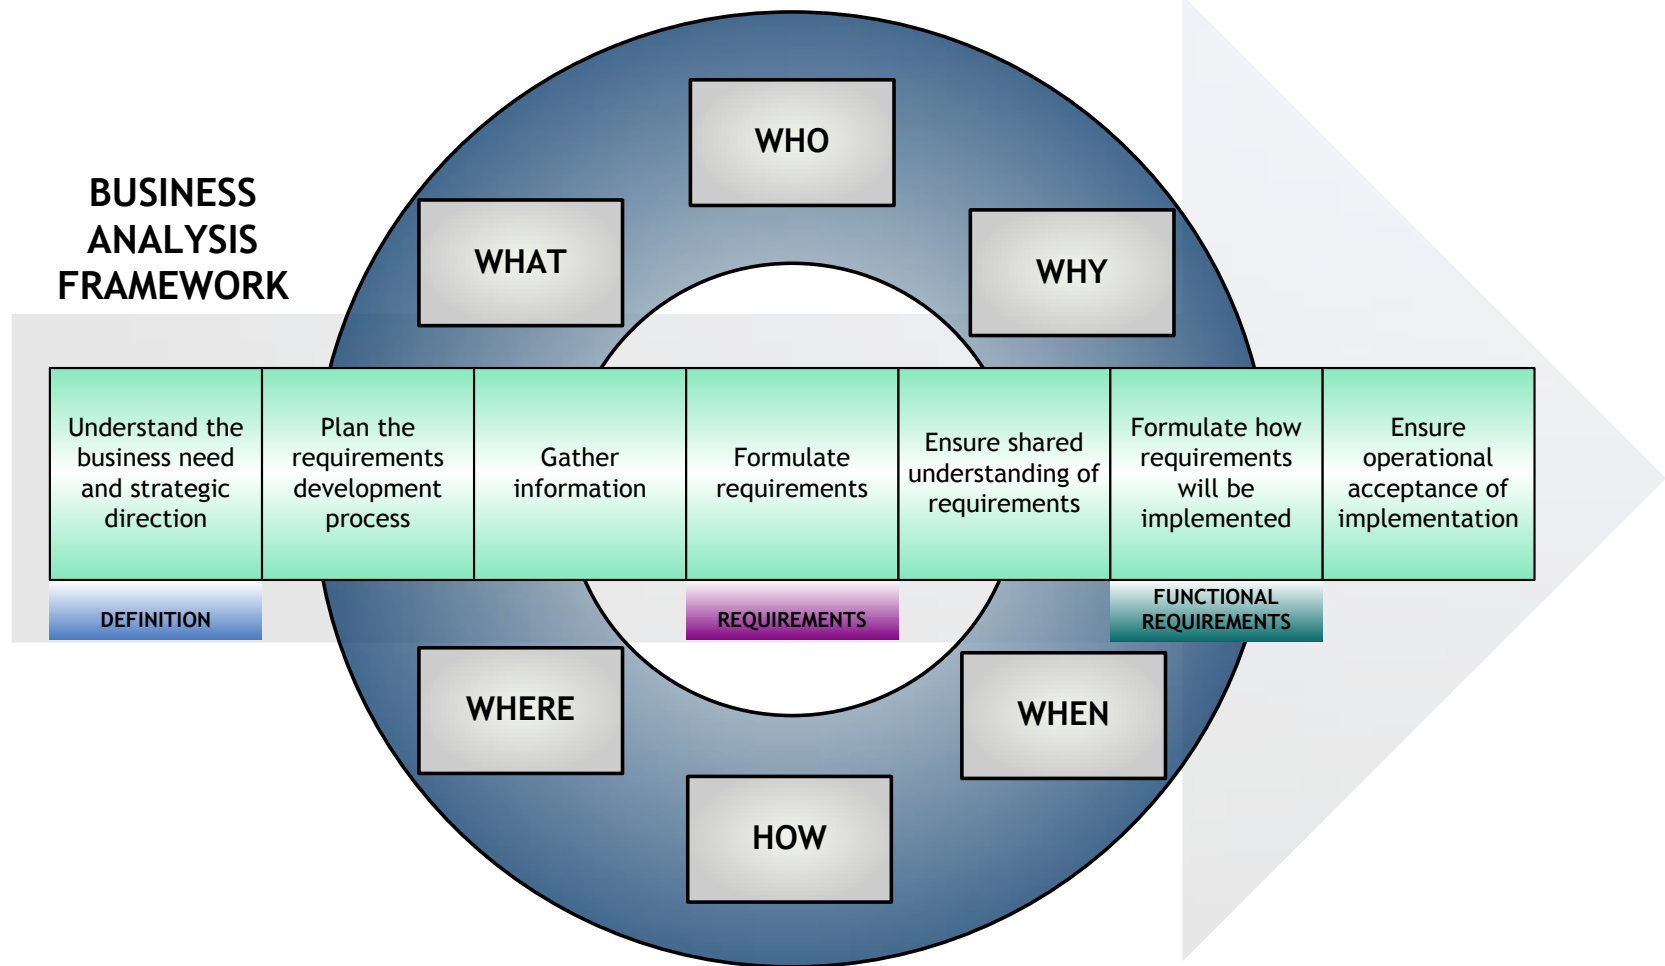 WHO
BUSINESS
ANALYSIS
FRAMEWORK
WHAT
WHY
Understand the
business need
and strategic
direction
Plan the
requirements
development
process
Gather
information
Formulate
requirements
Ensure shared
understanding of
requirements
Formulate how
requirements
will be
implemented
Ensure
operational
acceptance of
implementation
DEFINITION
REQUIREMENTS
FUNCTIONAL
REQUIREMENTS
WHERE
WHEN
HOW